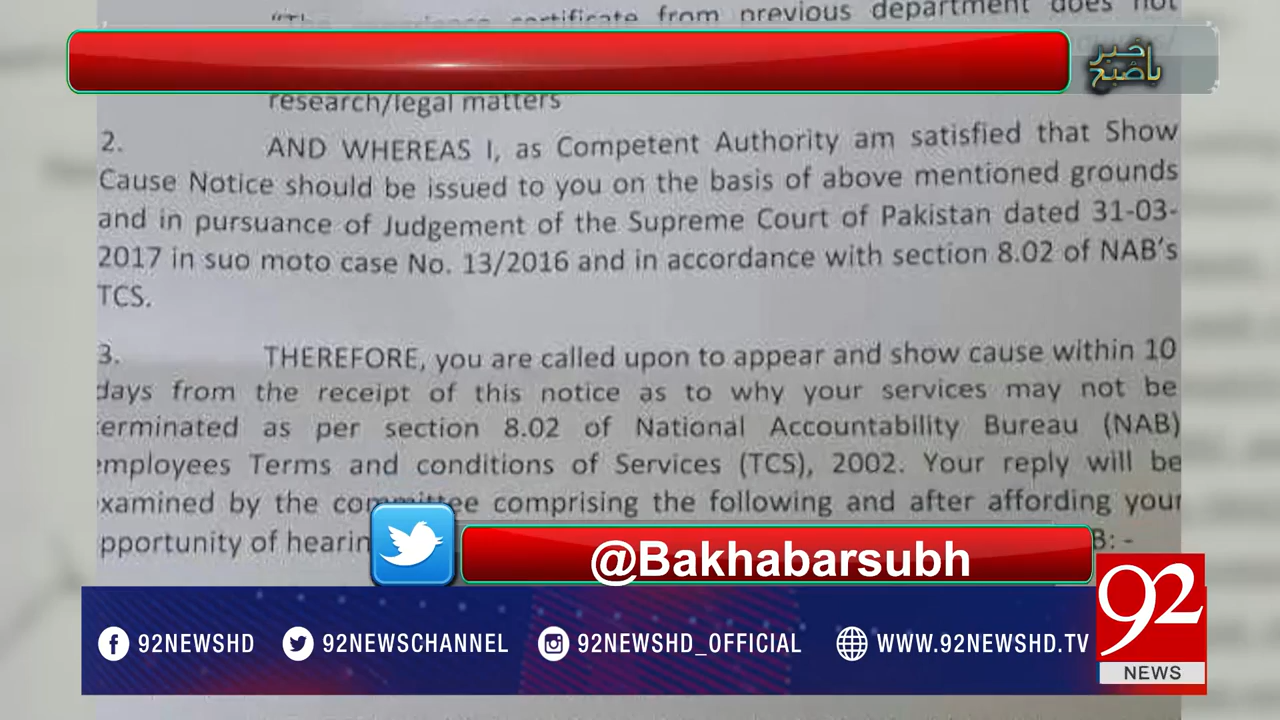 certificate from previous department does not
باخبر صبح
research/legal matters
2. AND WHEREAS I, as Competent Authority am satisfied that Show
Cause Notice should be issued to you on the basis of above mentioned grounds
and in pursuance of Judgement of the Supreme Court of Pakistan dated 31-03-
2017 in suo moto case No. 13/2016 and in accordance with section 8.02 of NAB's
TCS.
3. THEREFORE, you are called upon to appear and show cause within 10
days from the receipt of this notice as to why your services may not be
erminated as per section 8.02 of National Accountability Bureau (NAB)
employees Terms and conditions of Services (TCS), 2002. Your reply will be
xamined by the committee comprising the following and after affording your
pportunity of hearin B: -
@Bakhabarsubh
92NEWSHD 92NEWSCHANNEL 92NEWSHD_OFFICIAL WWW.92NEWSHD.TV
92
NEWS